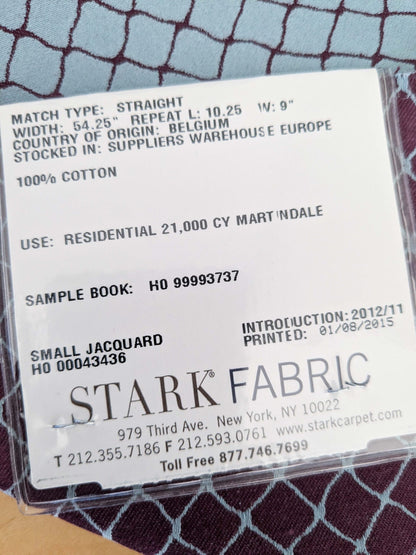 MATCH TYPE: STRAIGHT
WIDTH: 54.25" REPEAT L: 10.25 W: 9"
COUNTRY OF ORIGIN: BELGIUM
STOCKED IN: SUPPLIERS WAREHOUSE EUROPE
100% COTTON
USE: RESIDENTIAL 21,000 CY MARTINDALE
SAMPLE BOOK: H0 99993737
INTRODUCTION: 2012/11
SMALL JACQUARD PRINTED: 01/08/2015
H0 00043436
STARK® FABRIC
979 Third Ave. New York, NY 10022
T 212.355.7186 F 212.593.0761 www.starkcarpet.com
Toll Free 877.746.7699